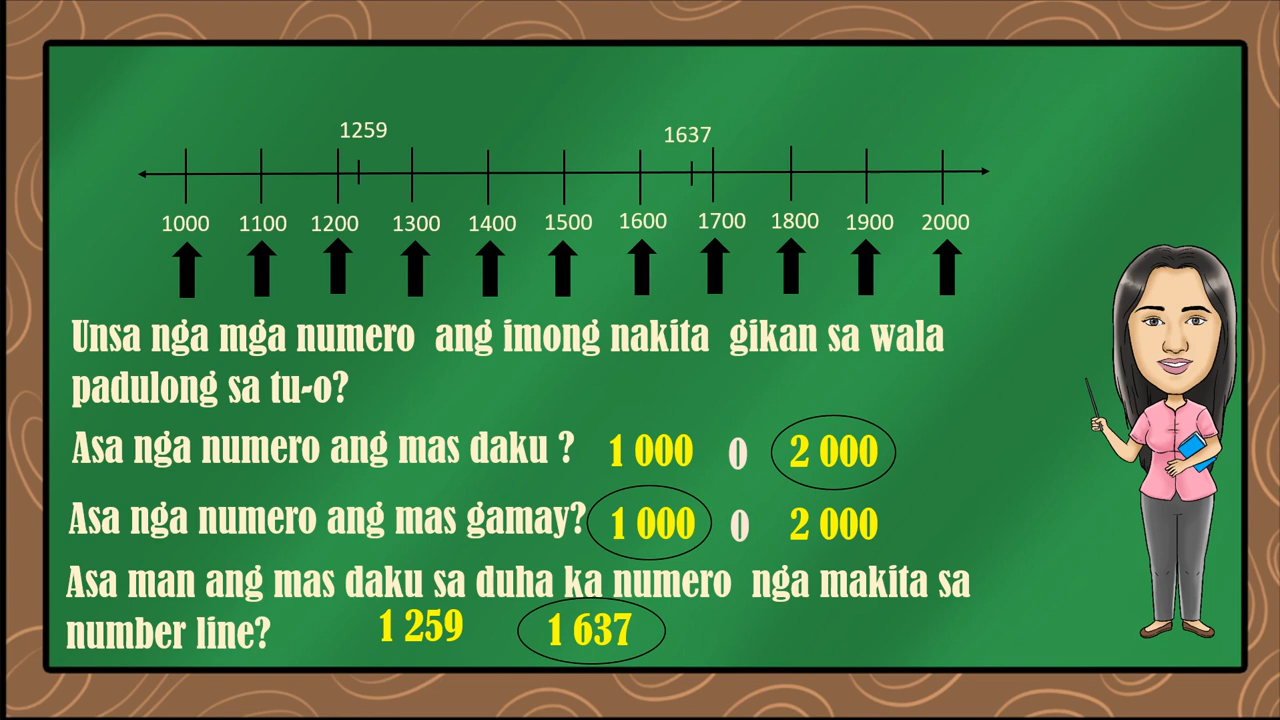 1259 1637
1000 1100 1200 1300 1400 1500 1600 1700 1800 1900 2000
Unsa nga mga numero ang imong nakita gikan sa wala
padulong sa tu-o?
Asa nga numero ang mas daku ? 1 000 o 2 000
Asa nga numero ang mas gamay? 1 000 o 2 000
Asa man ang mas daku sa duha ka numero nga makita sa
number line? 1 259 1 637